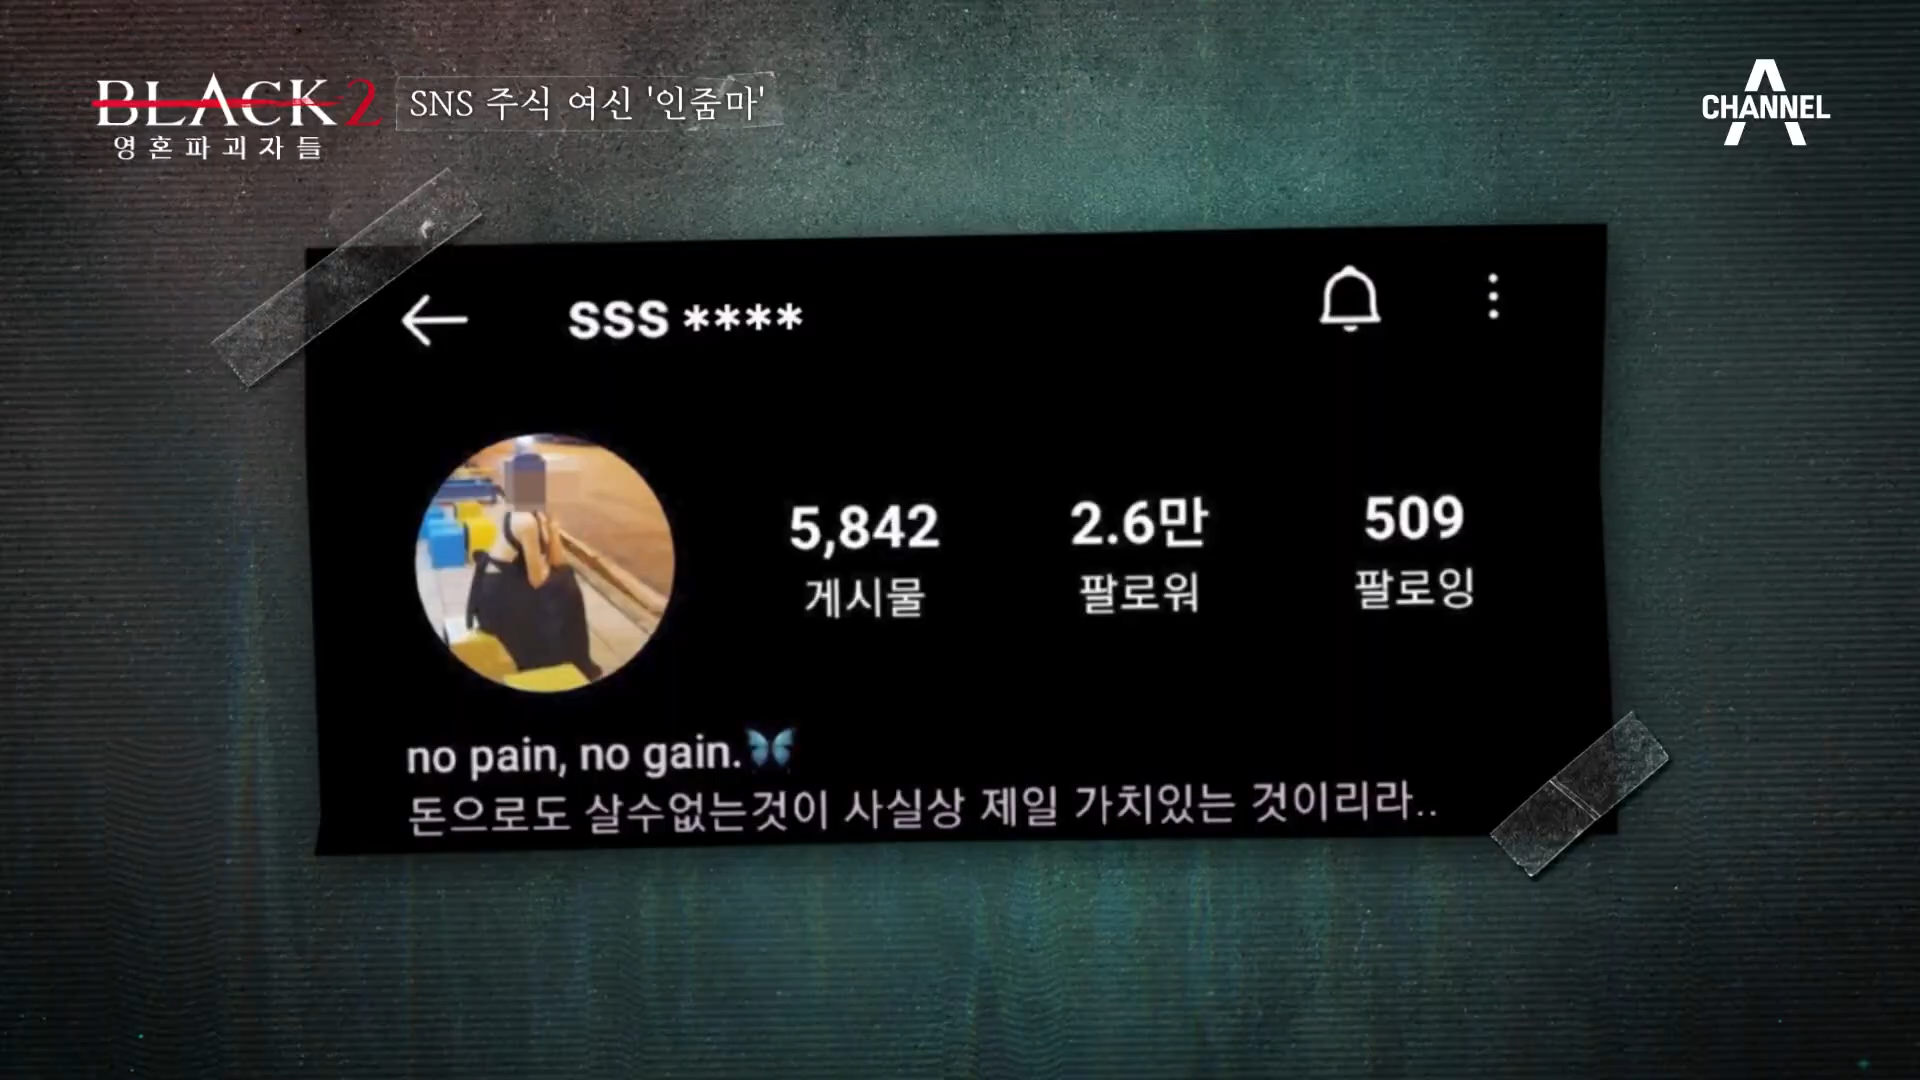 BLACK2
영혼파괴자들
SNS 주식 여신 '인줌마'
CHANNEL A
sss ****
5,842
게시물
2.6만
팔로워
509
팔로잉
no pain, no gain.🦋
돈으로도 살수없는것이 사실상 제일 가치있는 것이리라..